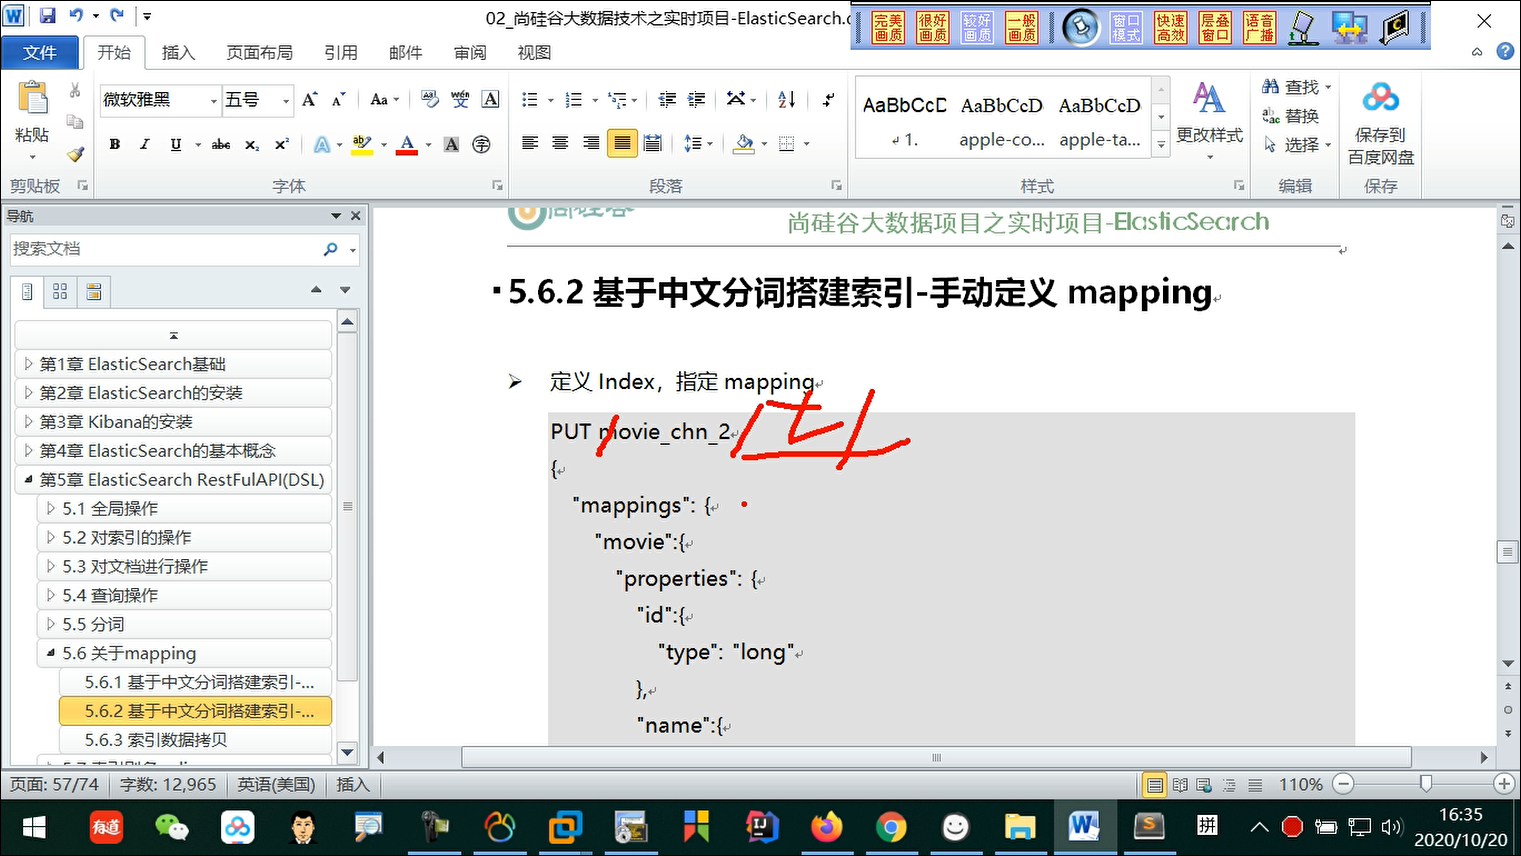 02_尚硅谷大数据技术之实时项目-ElasticSearch.d
完美画质 很好画质 较好画质 一般画质 窗口模式 快速高效 层叠窗口 语音广播
文件 开始 插入 页面布局 引用 邮件 审阅 视图
粘贴
微软雅黑 五号
AaBbCcD AaBbCcD AaBbCcD
1. apple-co... apple-ta...
更改样式
查找
替换
选择
保存到
百度网盘
剪贴板 字体 段落 样式 编辑 保存
导航
搜索文档
第1章 ElasticSearch基础
第2章 ElasticSearch的安装
第3章 Kibana的安装
第4章 ElasticSearch的基本概念
第5章 ElasticSearch RestFulAPI(DSL)
5.1 全局操作
5.2 对索引的操作
5.3 对文档进行操作
5.4 查询操作
5.5 分词
5.6 关于mapping
5.6.1 基于中文分词搭建索引-...
5.6.2 基于中文分词搭建索引-...
5.6.3 索引数据拷贝
尚硅谷大数据项目之实时项目-ElasticSearch
5.6.2 基于中文分词搭建索引-手动定义 mapping
定义 Index，指定 mapping
PUT movie_chn_2
{
"mappings": {
"movie":{
"properties": {
"id":{
"type": "long"
},
"name":{
页面: 57/74 字数: 12,965 英语(美国) 插入 110%
有道
拼
16:35
2020/10/20